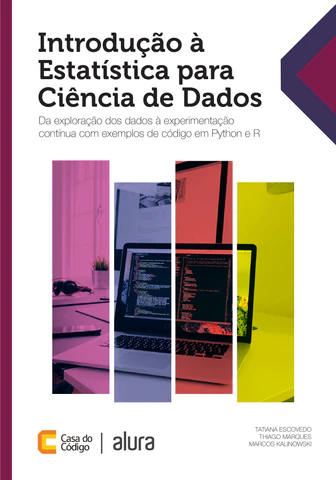 Introdução à
Estatística para
Ciência de Dados
Da exploração dos dados à experimentação
contínua com exemplos de código em Python e R
Casa do
Código
alura
TATIANA ESCOVEDO
THIAGO MARQUES
MARCOS KALINOWSKI